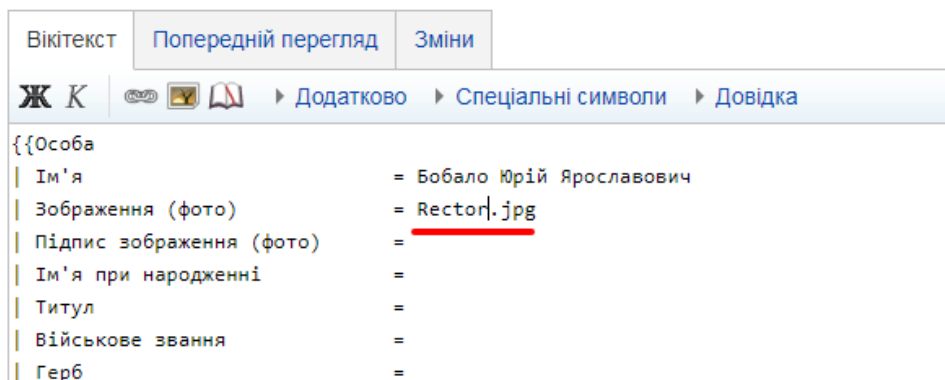 Вікітекст Попередній перегляд Зміни
Ж К Додатково Спеціальні символи Довідка
{{Особа
| Ім'я = Бобало Юрій Ярославович
| Зображення (фото) = Rector.jpg
| Підпис зображення (фото) =
| Ім'я при народженні =
| Титул =
| Військове звання =
| Герб =